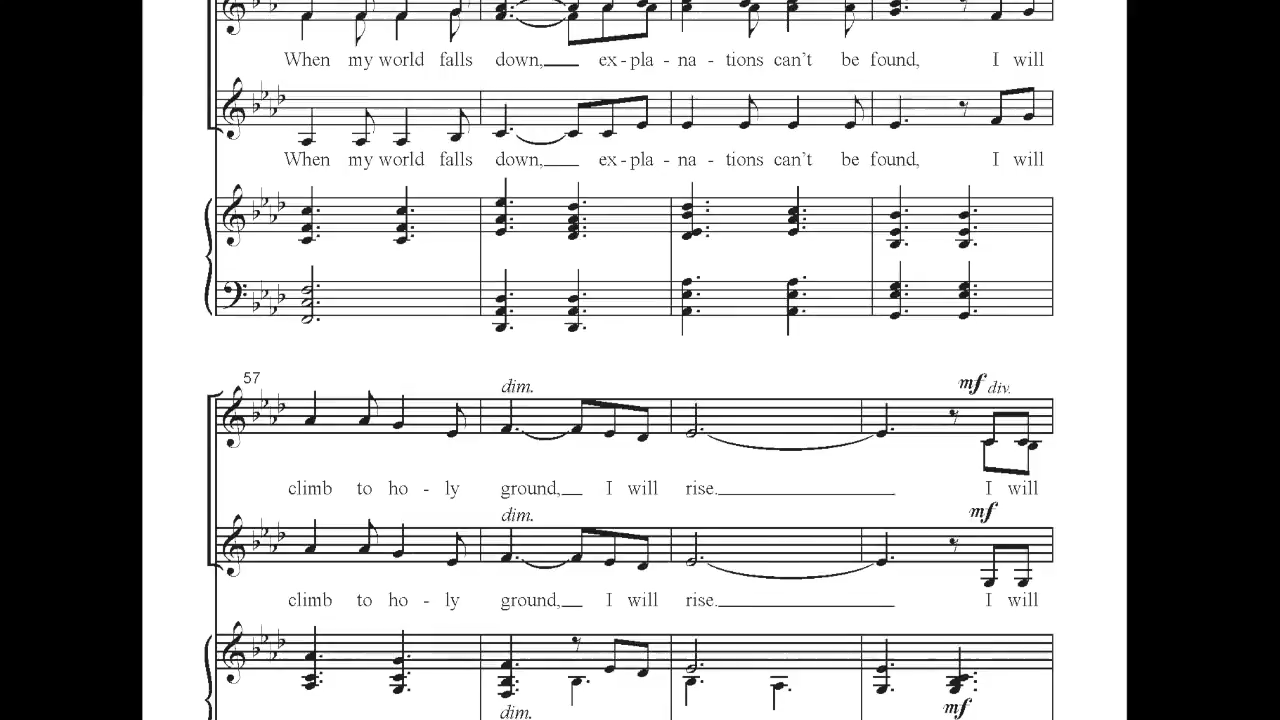 When my world falls down, ex - pla - na - tions can't be found, I will
When my world falls down, ex - pla - na - tions can't be found, I will
57
dim.
mf div.
climb to ho - ly ground, I will rise. I will
dim.
mf
climb to ho - ly ground, I will rise. I will
mf
dim.